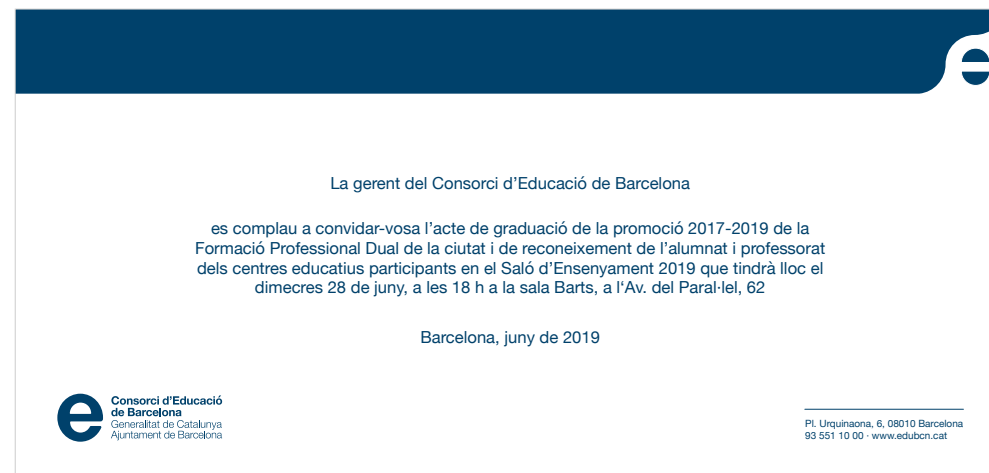 La gerent del Consorci d’Educació de Barcelona
es complau a convidar-vosa l’acte de graduació de la promoció 2017-2019 de la
Formació Professional Dual de la ciutat i de reconeixement de l’alumnat i professorat
dels centres educatius participants en el Saló d’Ensenyament 2019 que tindrà lloc el
dimecres 28 de juny, a les 18 h a la sala Barts, a l‘Av. del Paral·lel, 62
Barcelona, juny de 2019
Consorci d’Educació
de Barcelona
Generalitat de Catalunya
Ajuntament de Barcelona
Pl. Urquinaona, 6, 08010 Barcelona
93 551 10 00 · www.edubcn.cat